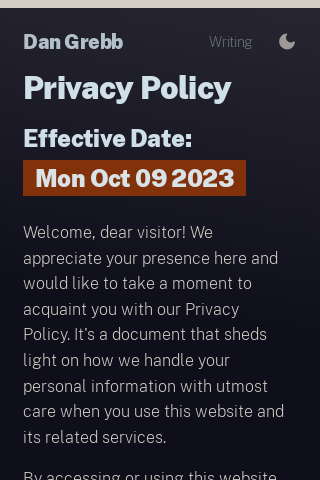 Dan Grebb
Writing
Privacy Policy
Effective Date:
Mon Oct 09 2023
Welcome, dear visitor! We
appreciate your presence here and
would like to take a moment to
acquaint you with our Privacy
Policy. It's a document that sheds
light on how we handle your
personal information with utmost
care when you use this website and
its related services.
By accessing or using this website,